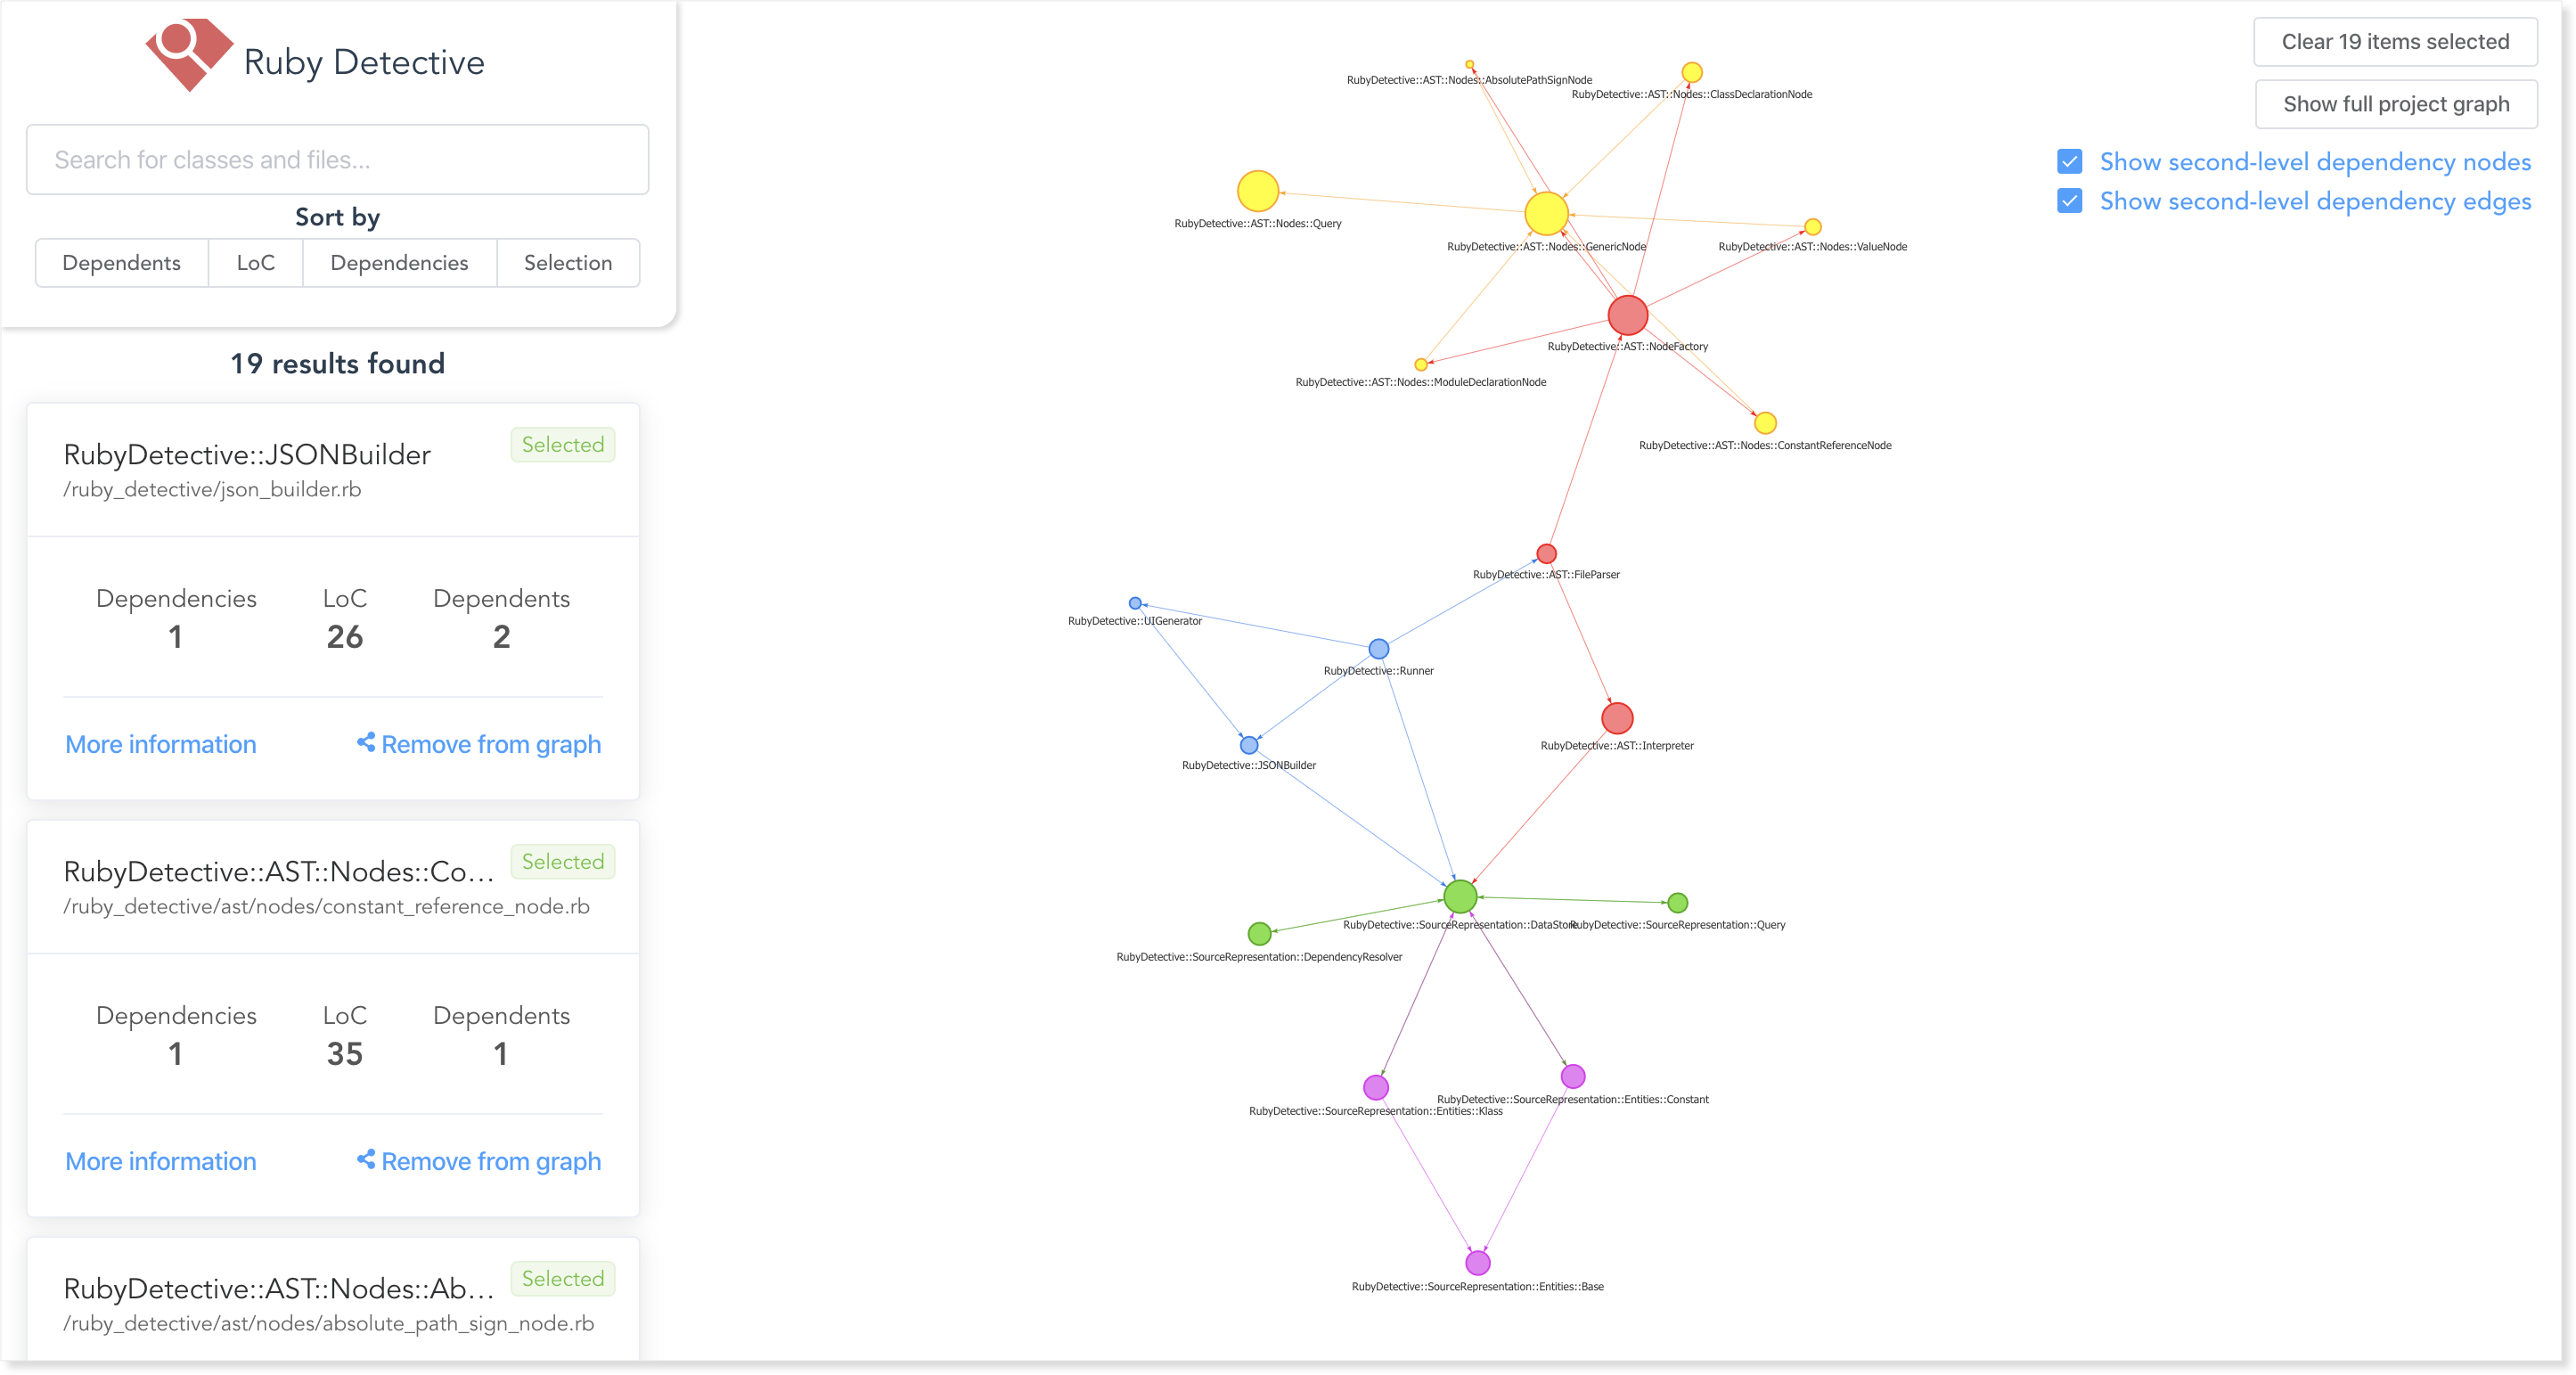 Ruby Detective
Search for classes and files...
Sort by
Dependents LoC Dependencies Selection
19 results found
RubyDetective::JSONBuilder
Selected
/ruby_detective/json_builder.rb
Dependencies LoC Dependents
1 26 2
More information Remove from graph
RubyDetective::AST::Nodes::Co...
Selected
/ruby_detective/ast/nodes/constant_reference_node.rb
Dependencies LoC Dependents
1 35 1
More information Remove from graph
RubyDetective::AST::Nodes::Ab...
Selected
/ruby_detective/ast/nodes/absolute_path_sign_node.rb
RubyDetective::AST::Nodes::AbsolutePathSignNode
RubyDetective::AST::Nodes::ClassDeclarationNode
RubyDetective::AST::Nodes::Query
RubyDetective::AST::Nodes::GenericNode
RubyDetective::AST::Nodes::ValueNode
RubyDetective::AST::NodeFactory
RubyDetective::AST::Nodes::ModuleDeclarationNode
RubyDetective::AST::Nodes::ConstantReferenceNode
RubyDetective::AST::FileParser
RubyDetective::UIGenerator
RubyDetective::Runner
RubyDetective::AST::Interpreter
RubyDetective::JSONBuilder
RubyDetective::SourceRepresentation::DataStore
RubyDetective::SourceRepresentation::Query
RubyDetective::SourceRepresentation::DependencyResolver
RubyDetective::SourceRepresentation::Entities::Constant
RubyDetective::SourceRepresentation::Entities::Klass
RubyDetective::SourceRepresentation::Entities::Base
Clear 19 items selected
Show full project graph
Show second-level dependency nodes
Show second-level dependency edges